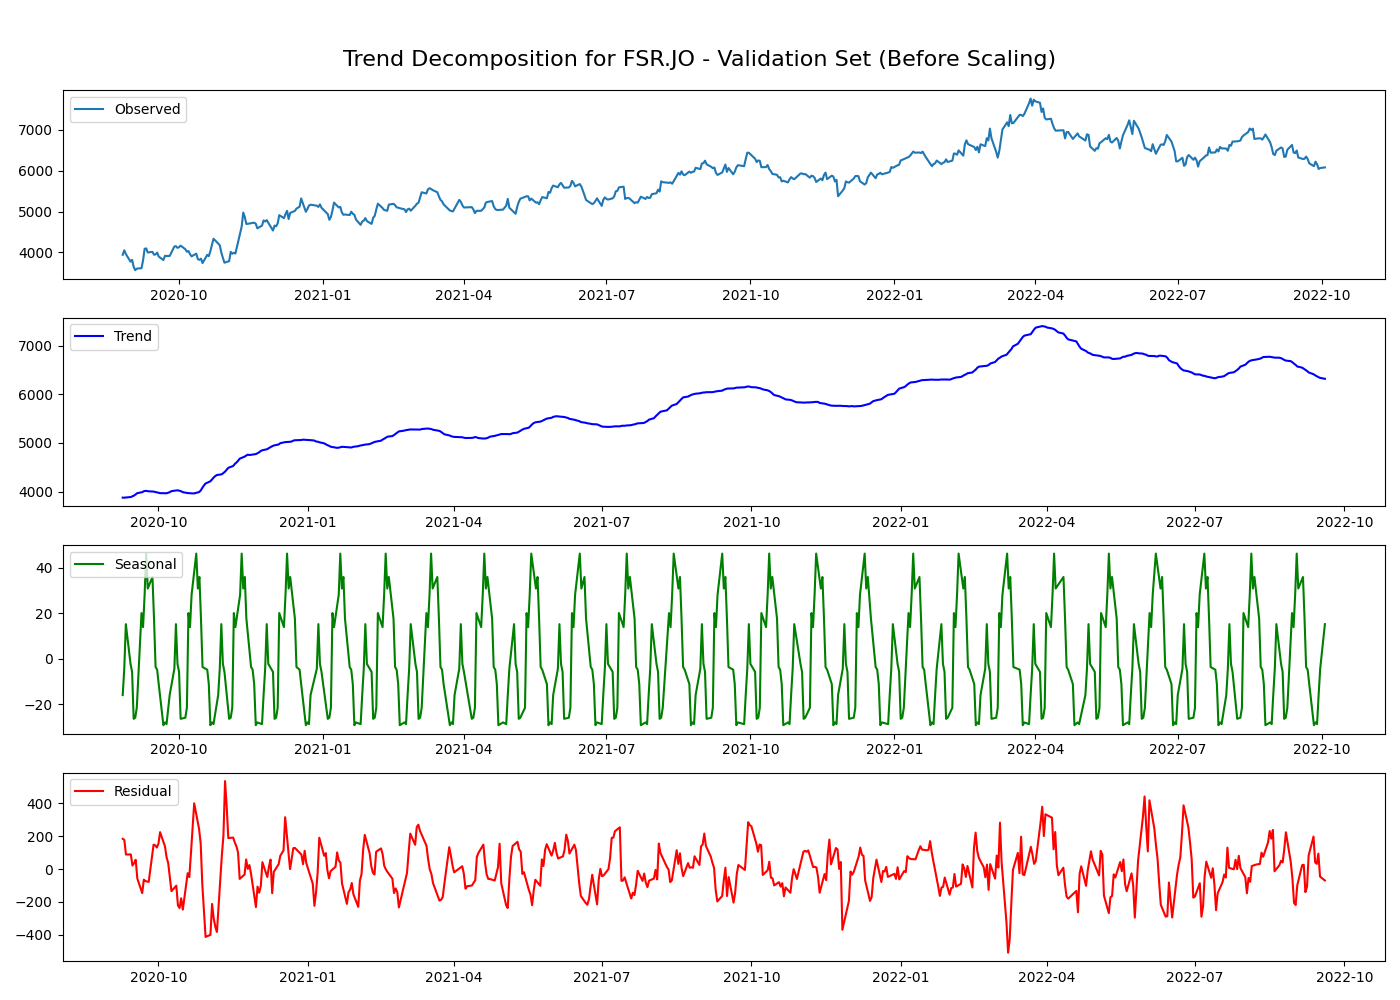 Trend Decomposition for FSR.JO - Validation Set (Before Scaling)
Observed
7000
6000
5000
4000
2020-10 2021-01 2021-04 2021-07 2021-10 2022-01 2022-04 2022-07 2022-10
Trend
7000
6000
5000
4000
2020-10 2021-01 2021-04 2021-07 2021-10 2022-01 2022-04 2022-07 2022-10
Seasonal
40
20
0
−20
2020-10 2021-01 2021-04 2021-07 2021-10 2022-01 2022-04 2022-07 2022-10
Residual
400
200
0
−200
−400
2020-10 2021-01 2021-04 2021-07 2021-10 2022-01 2022-04 2022-07 2022-10